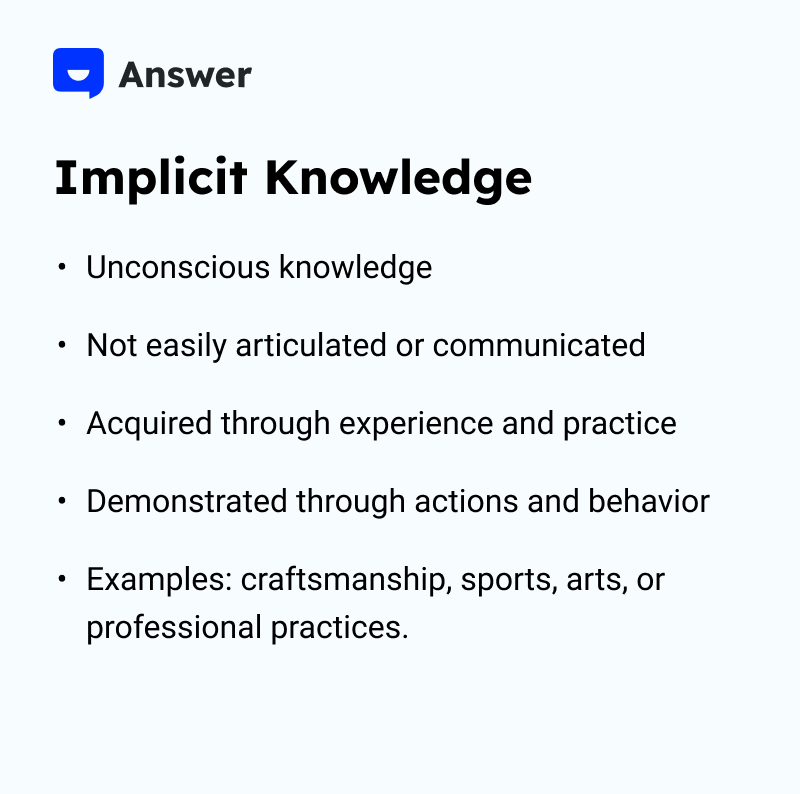 Answer
Implicit Knowledge
• Unconscious knowledge
• Not easily articulated or communicated
• Acquired through experience and practice
• Demonstrated through actions and behavior
• Examples: craftsmanship, sports, arts, or
professional practices.